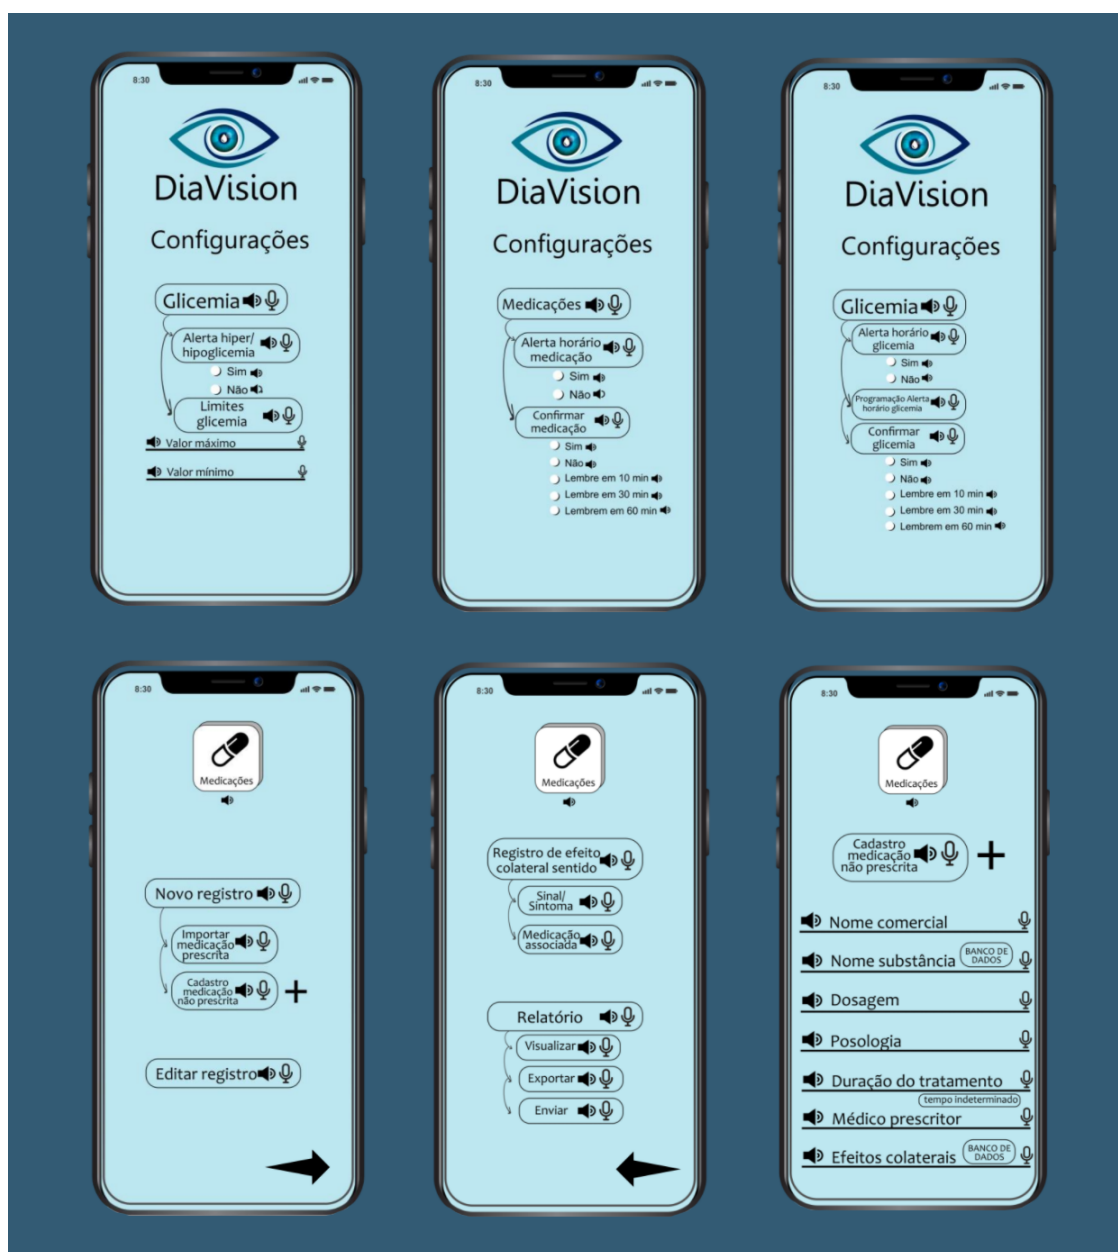 8:30
DiaVision
Configurações
Glicemia
Alerta hiper/
hipoglicemia
Sim
Não
Limites
glicemia
Valor máximo
Valor mínimo
8:30
DiaVision
Configurações
Medicações
Alerta horário
medicação
Sim
Não
Confirmar
medicação
Sim
Não
Lembre em 10 min
Lembre em 30 min
Lembrem em 60 min
8:30
DiaVision
Configurações
Glicemia
Alerta horário
glicemia
Sim
Não
Programação Alerta
horário glicemia
Confirmar
glicemia
Sim
Não
Lembre em 10 min
Lembre em 30 min
Lembrem em 60 min
8:30
Medicações
Novo registro
Importar
medicação
prescrita
Cadastro
medicação
não prescrita
Editar registro
8:30
Medicações
Registro de efeito
colateral sentido
Sinal/
Sintoma
Medicação
associada
Relatório
Visualizar
Exportar
Enviar
8:30
Medicações
Cadastro
medicação
não prescrita
Nome comercial
Nome substância
BANCO DE
DADOS
Dosagem
Posologia
Duração do tratamento
tempo indeterminado
Médico prescritor
Efeitos colaterais
BANCO DE
DADOS